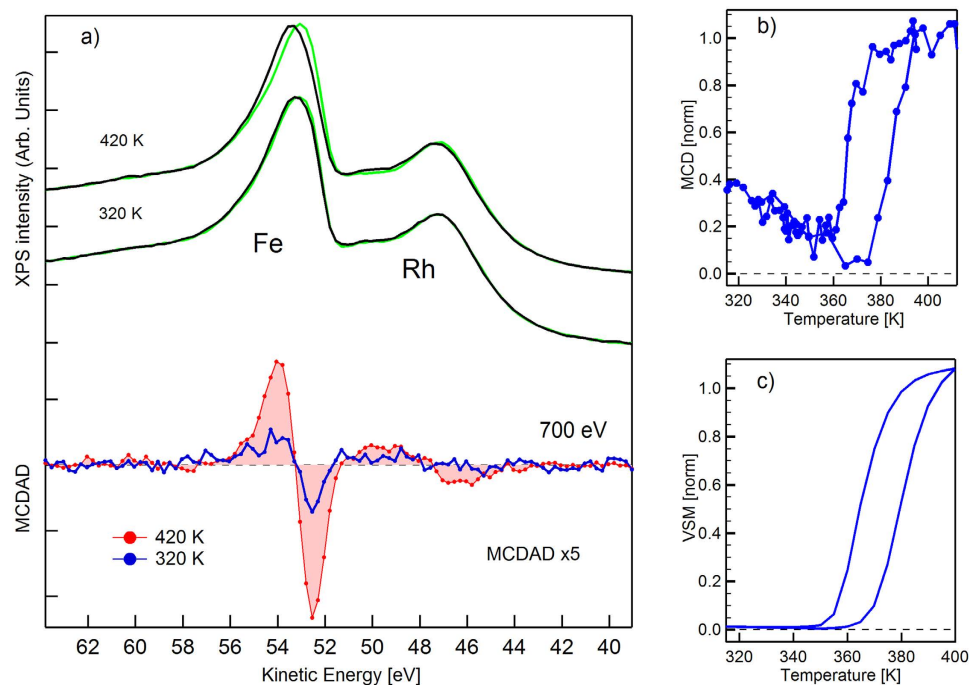 a)
XPS intensity (Arb. Units)
420 K
320 K
Fe
Rh
700 eV
MCDAD
420 K
320 K
MCDAD x5
62 60 58 56 54 52 50 48 46 44 42 40
Kinetic Energy [eV]
b)
MCD [norm]
1.0
0.8
0.6
0.4
0.2
0.0
320 340 360 380 400
Temperature [K]
c)
VSM [norm]
1.0
0.8
0.6
0.4
0.2
0.0
320 340 360 380 400
Temperature [K]